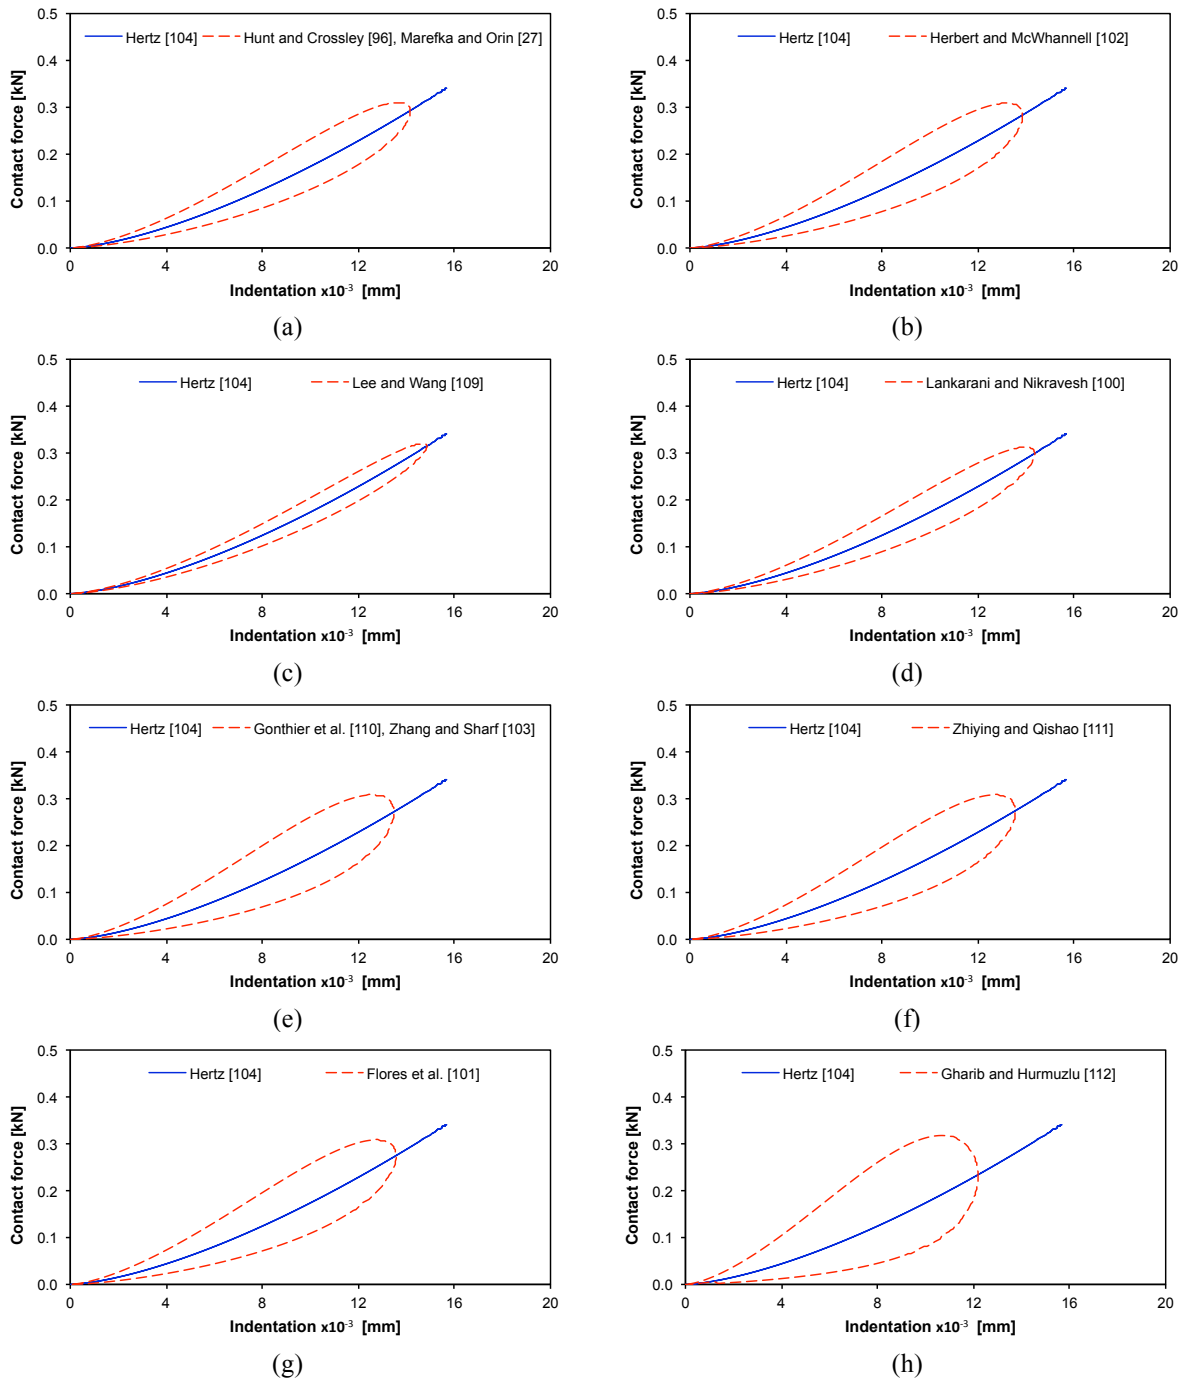 Hertz [104] Hunt and Crossley [96], Marefka and Orin [27]
Contact force [kN]
0.5
0.4
0.3
0.2
0.1
0.0
0 4 8 12 16 20
Indentation x10-3 [mm]
(a)
Hertz [104] Herbert and McWhannell [102]
Contact force [kN]
0.5
0.4
0.3
0.2
0.1
0.0
0 4 8 12 16 20
Indentation x10-3 [mm]
(b)
Hertz [104] Lee and Wang [109]
Contact force [kN]
0.5
0.4
0.3
0.2
0.1
0.0
0 4 8 12 16 20
Indentation x10-3 [mm]
(c)
Hertz [104] Lankarani and Nikravesh [100]
Contact force [kN]
0.5
0.4
0.3
0.2
0.1
0.0
0 4 8 12 16 20
Indentation x10-3 [mm]
(d)
Hertz [104] Gonthier et al. [110], Zhang and Sharf [103]
Contact force [kN]
0.5
0.4
0.3
0.2
0.1
0.0
0 4 8 12 16 20
Indentation x10-3 [mm]
(e)
Hertz [104] Zhiying and Qishao [111]
Contact force [kN]
0.5
0.4
0.3
0.2
0.1
0.0
0 4 8 12 16 20
Indentation x10-3 [mm]
(f)
Hertz [104] Flores et al. [101]
Contact force [kN]
0.5
0.4
0.3
0.2
0.1
0.0
0 4 8 12 16 20
Indentation x10-3 [mm]
(g)
Hertz [104] Gharib and Hurmuzlu [112]
Contact force [kN]
0.5
0.4
0.3
0.2
0.1
0.0
0 4 8 12 16 20
Indentation x10-3 [mm]
(h)